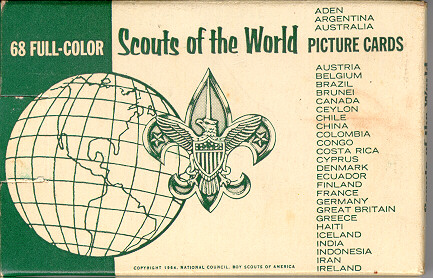 68 FULL-COLOR Scouts of the World PICTURE CARDS
ADEN
ARGENTINA
AUSTRALIA
AUSTRIA
BELGIUM
BRAZIL
BRUNEI
CANADA
CEYLON
CHILE
CHINA
COLOMBIA
CONGO
COSTA RICA
CYPRUS
DENMARK
ECUADOR
FINLAND
FRANCE
GERMANY
GREAT BRITAIN
GREECE
HAITI
ICELAND
INDIA
INDONESIA
IRAN
IRELAND
COPYRIGHT 1964, NATIONAL COUNCIL, BOY SCOUTS OF AMERICA